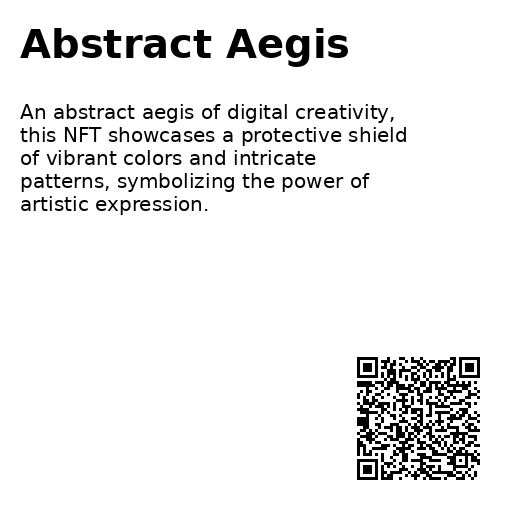 Abstract Aegis
An abstract aegis of digital creativity,
this NFT showcases a protective shield
of vibrant colors and intricate
patterns, symbolizing the power of
artistic expression.